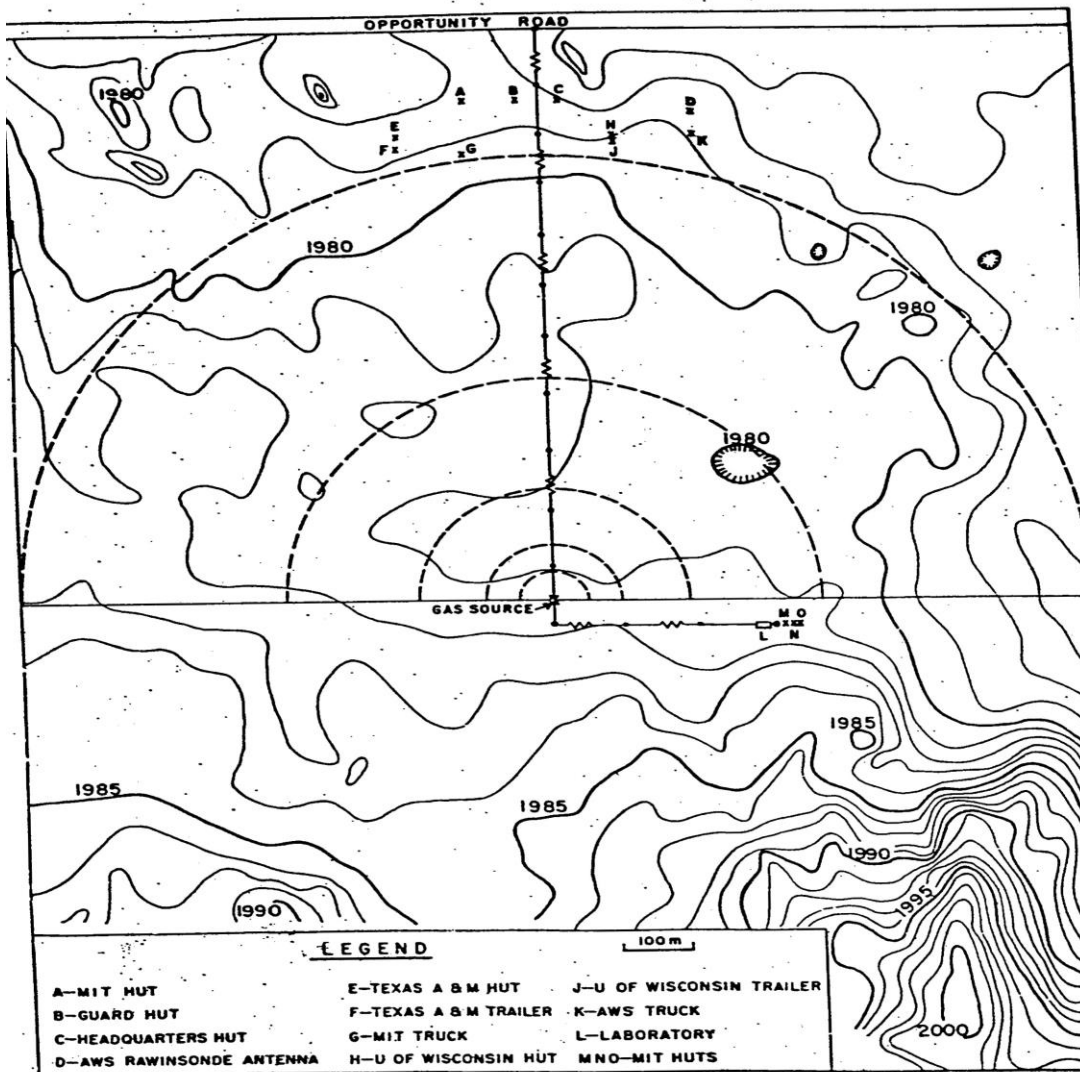 OPPORTUNITY ROAD
1980
A
B
C
D
E
H
K
F
G
J
1980
1980
1980
GAS SOURCE
M O
L
N
1985
1985
1985
1990
1995
1990
2000
LEGEND
100 m
A—MIT HUT
E—TEXAS A & M HUT
J—U OF WISCONSIN TRAILER
B—GUARD HUT
F—TEXAS A & M TRAILER
K—AWS TRUCK
C—HEADQUARTERS HUT
G—MIT TRUCK
L—LABORATORY
D—AWS RAWINSONDE ANTENNA
H—U OF WISCONSIN HUT
MNO—MIT HUTS